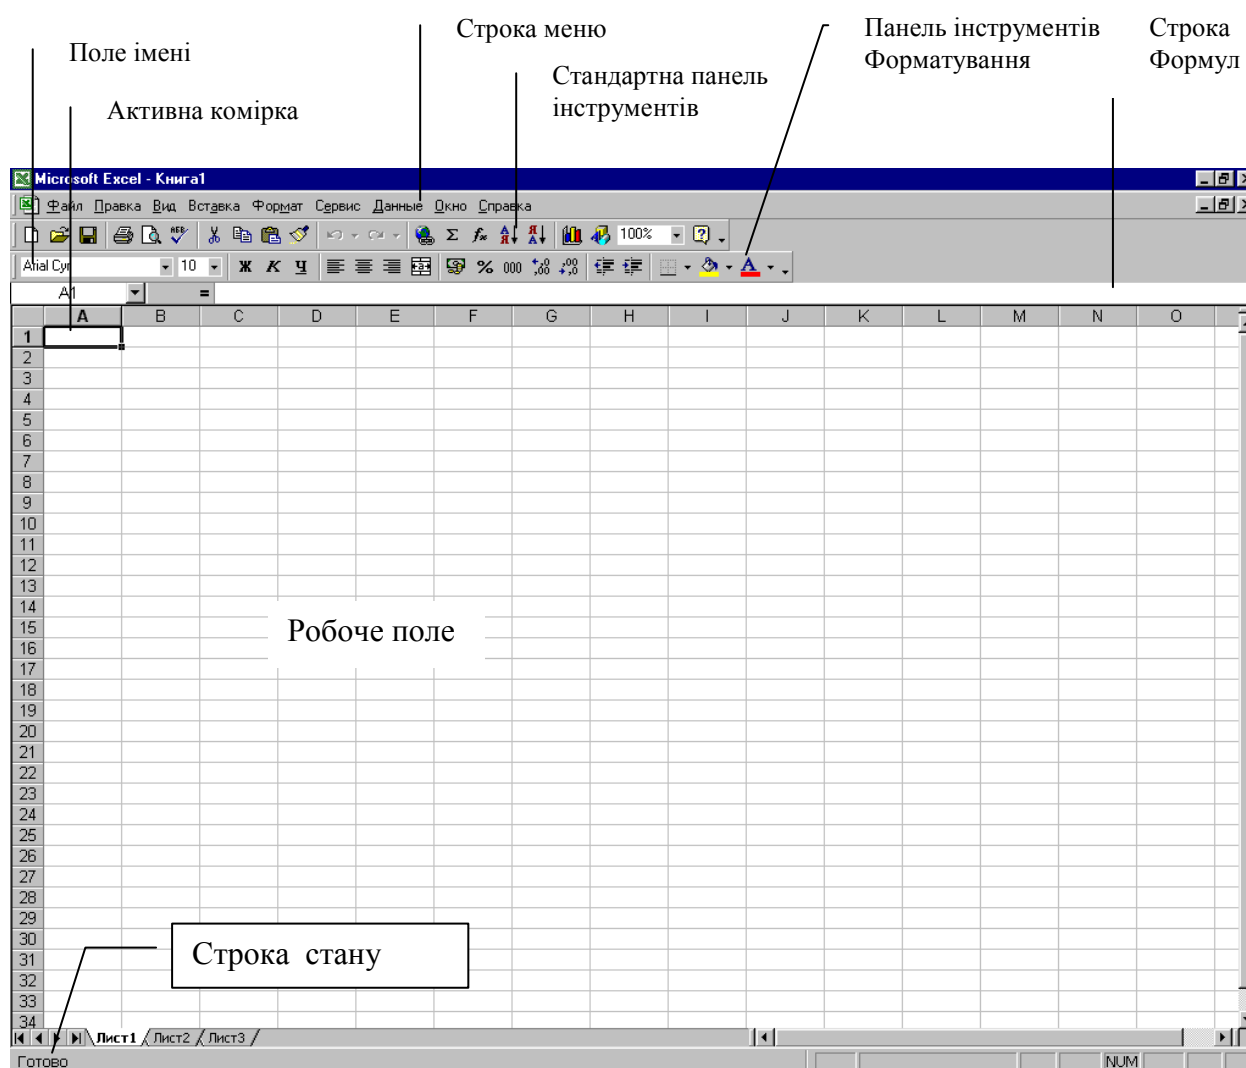 Строка меню
Панель інструментів
Форматування
Строка
Формул
Поле імені
Стандартна панель
інструментів
Активна комірка
Microsoft Excel - Книга1
Файл Правка Вид Вставка Формат Сервис Данные Окно Справка
100%
Arial Cyr 10 Ж К Ч % 000
A1 =
A B C D E F G H I J K L M N O
1
2
3
4
5
6
7
8
9
10
11
12
13
14
15
Робоче поле
16
17
18
19
20
21
22
23
24
25
26
27
28
29
30
Строка стану
31
32
33
34
Лист1 Лист2 Лист3
Готово NUM